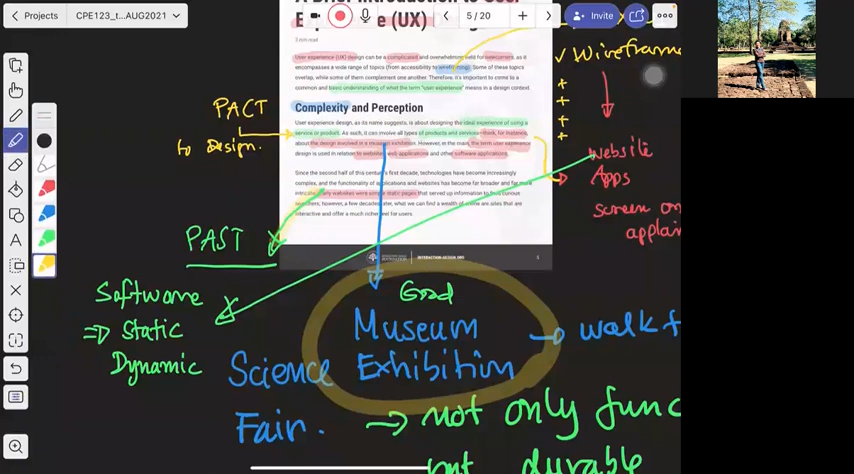 Projects
CPE123_t... AUG2021)
5 / 20
Invite
A Brief Introduction to User
Experience (UX)
3 min read
User experience (UX) design can be a complicated and overwhelming field for newcomers, as it
encompasses a wide range of topics (from accessibility to wireframing). Some of these topics
overlap, while some of them complement one another. Therefore, it's important to come to a
common and basic understanding of what the term "user experience" means in a design context.
Complexity and Perception
User experience design, as its name suggests, is about designing the ideal experience of using a
service or product. As such, it can involve all types of products and services—think, for instance,
about the design involved in a museum exhibition. However, in the main, the term user experience
design is used in relation to websites, web applications and other software applications.
Since the second half of this century's first decade, technologies have become increasingly
complex, and the functionality of applications and websites has become far broader and far more
intricate. Early websites were simple static pages that served up information to curious
searchers; however, a few decades later, what we can find a wealth of online are sites that are
interactive and offer a much richer feel for users.
INTERACTION-DESIGN.ORG
PACT
to Design.
✓ Wireframe
website
Apps
screen on
applain
PAST
Software
⇒ Static
Dynamic
Good
Museum
Exhibition
→ walk t
Science
Fair.
→ not only func
but durable